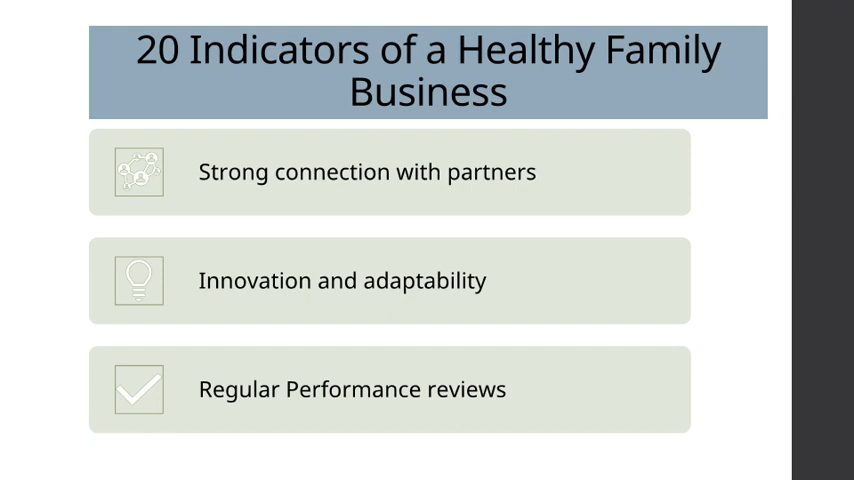 20 Indicators of a Healthy Family
Business
Strong connection with partners
Innovation and adaptability
Regular Performance reviews